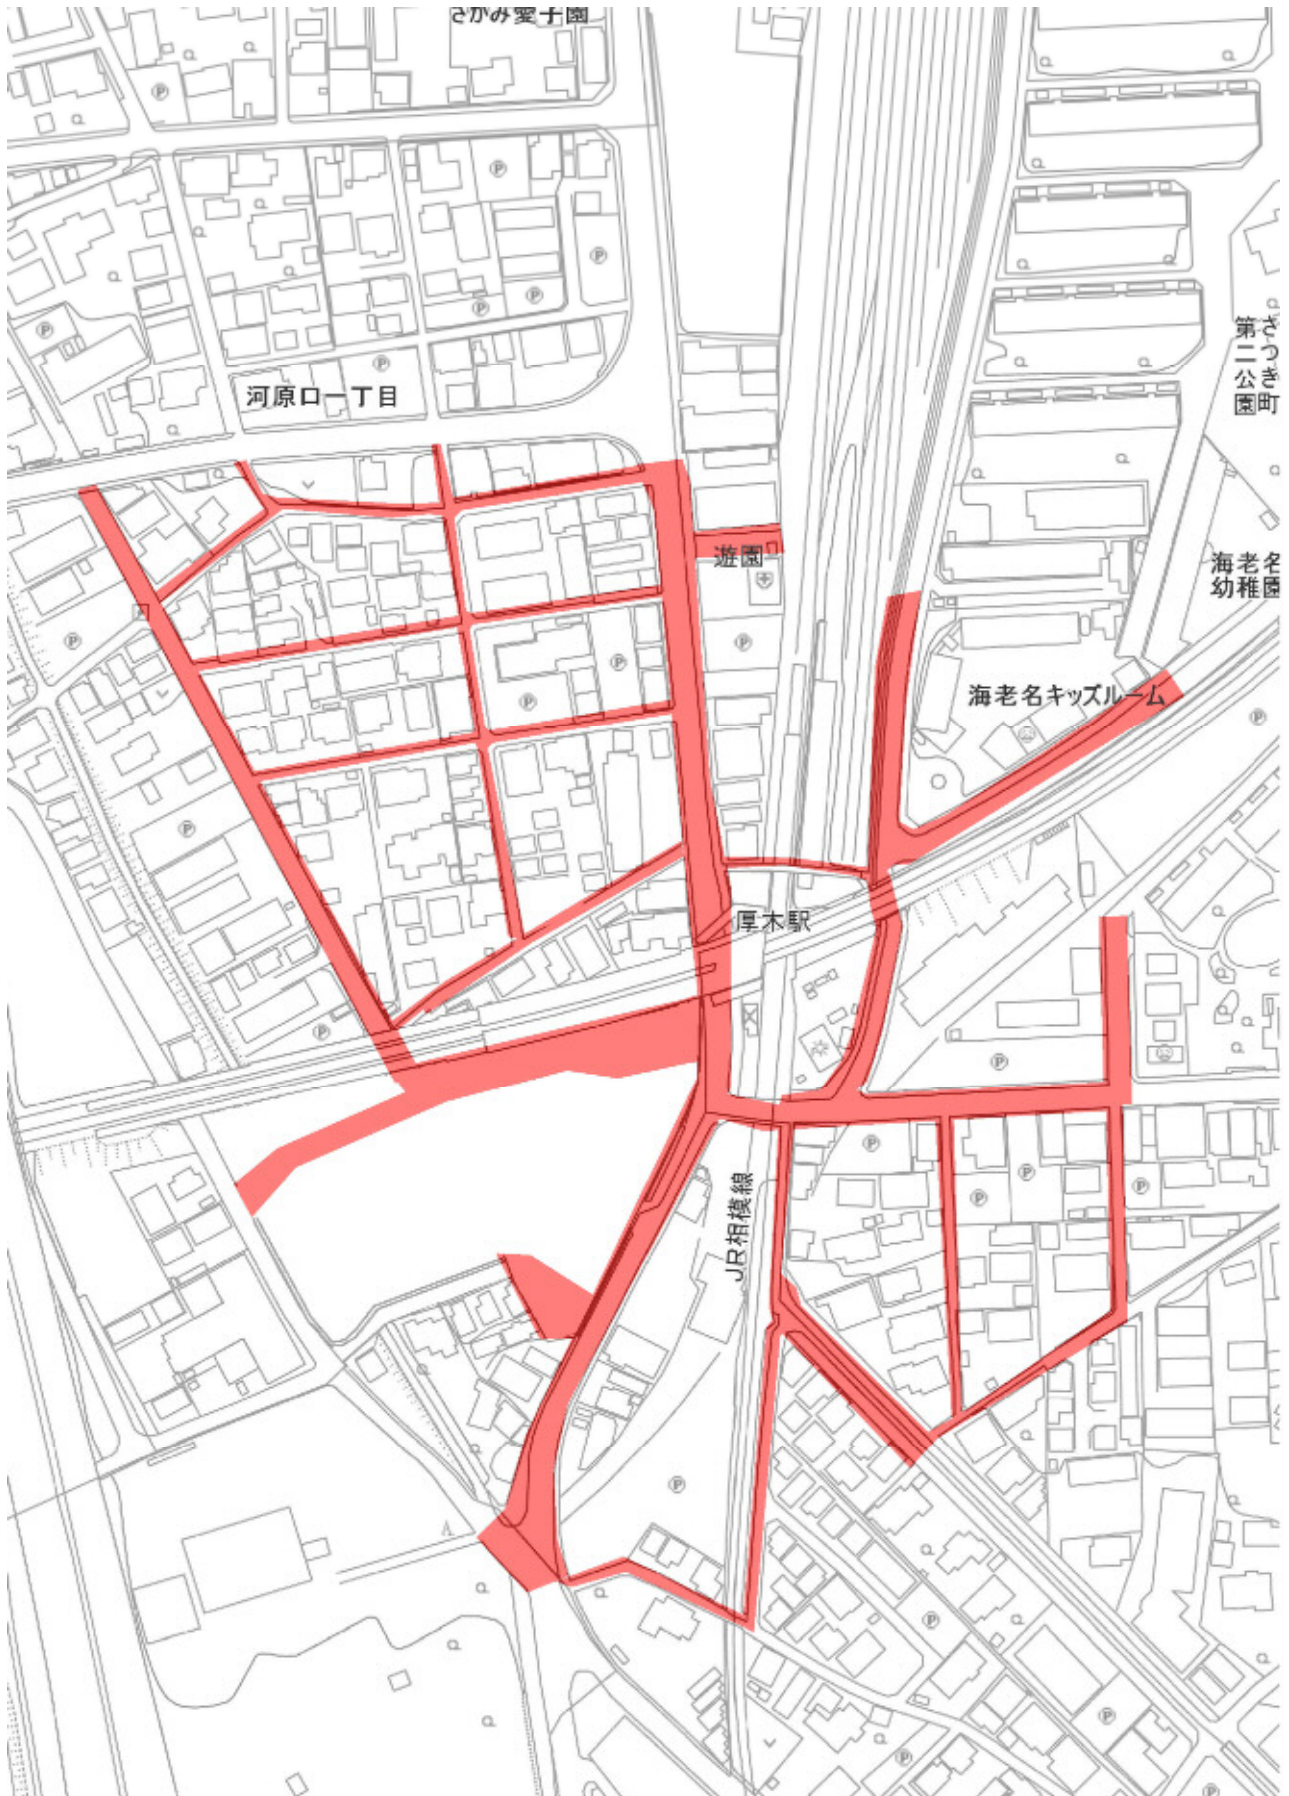 さがみ愛子園
河原口一丁目
さつき町
第二公園
遊園
海老名
幼稚園
海老名キッズルーム
厚木駅
JR相模線